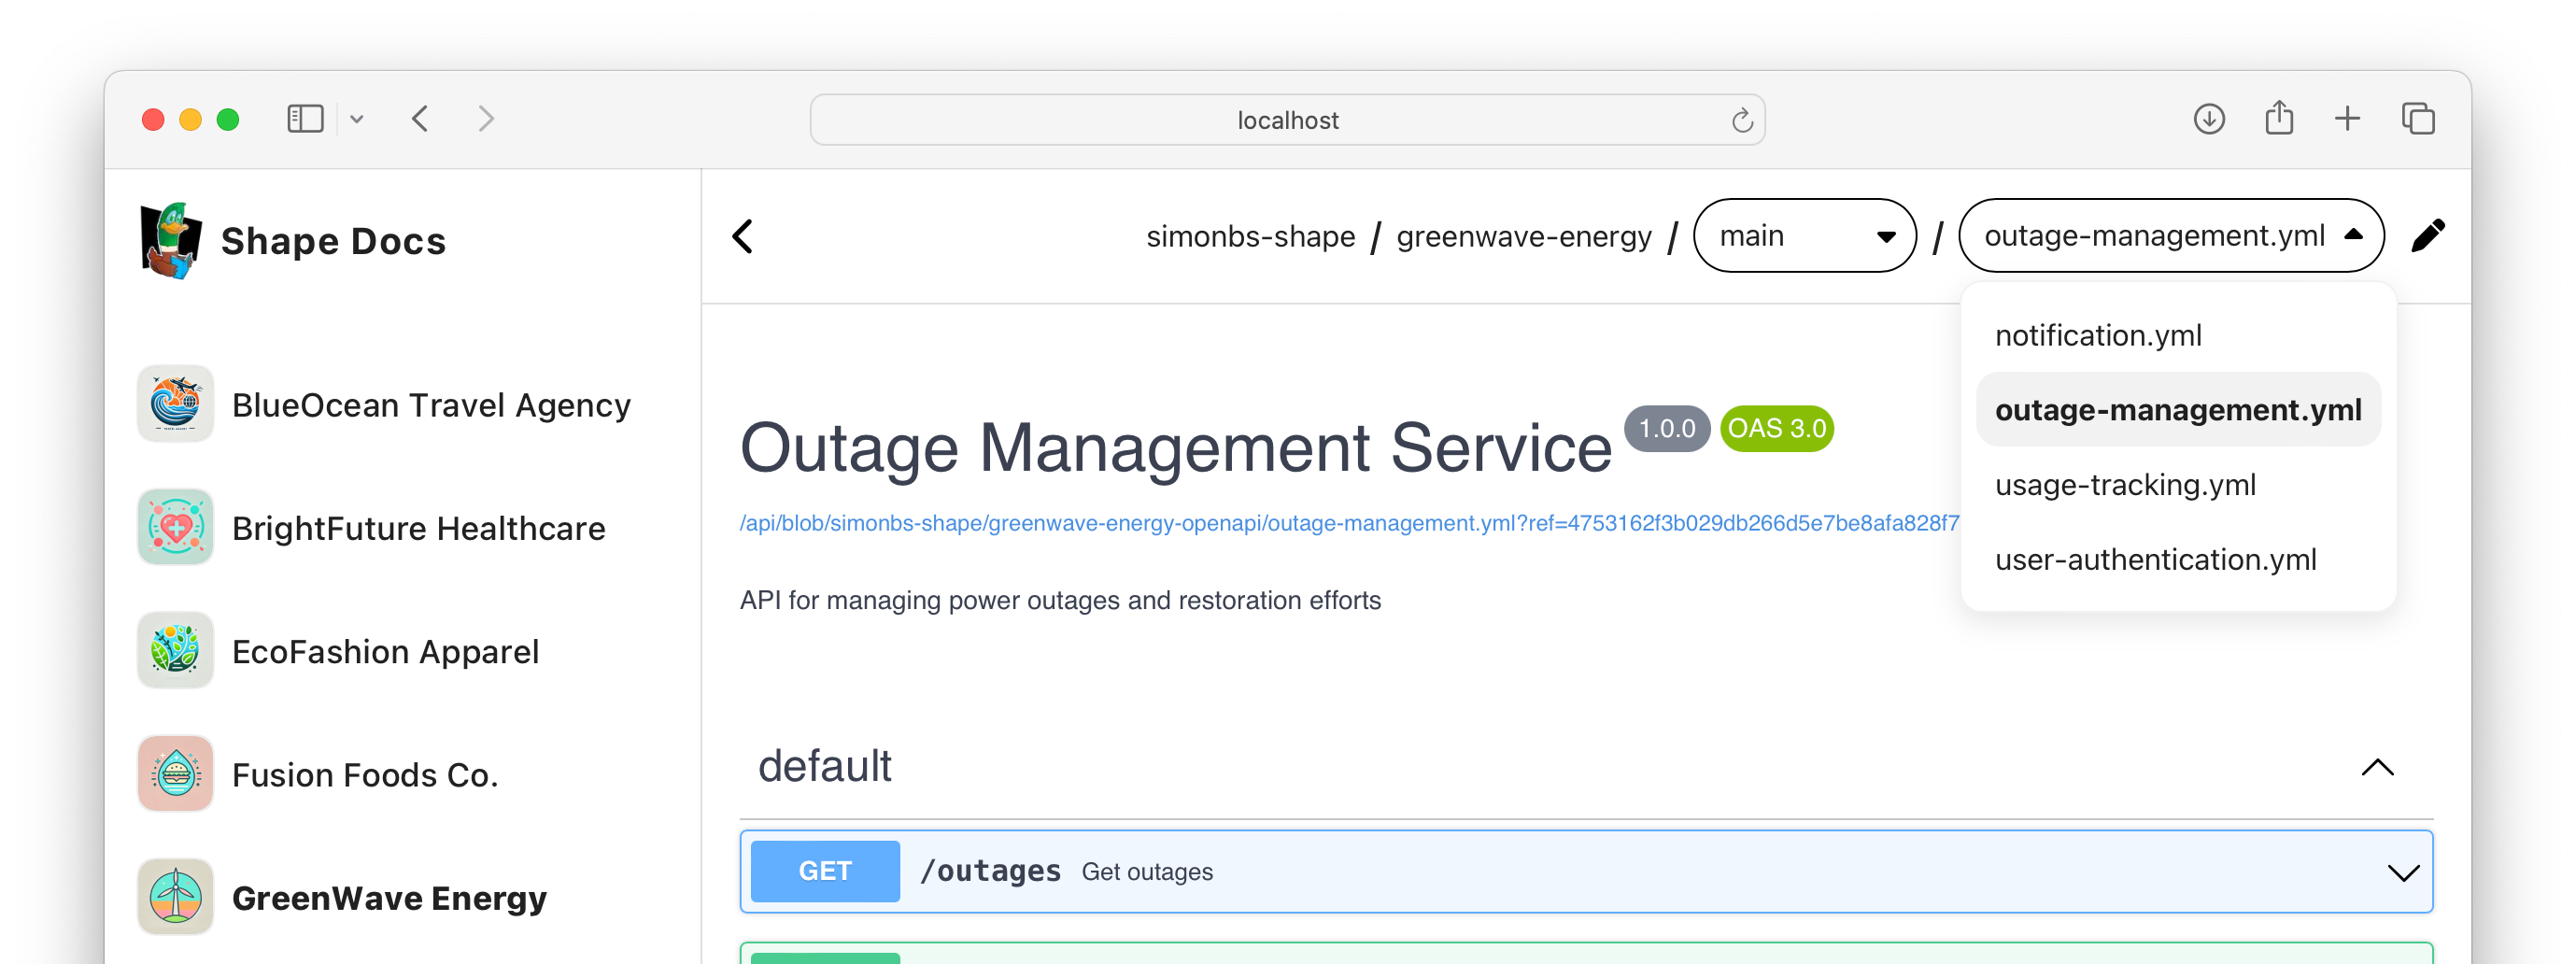 localhost
Shape Docs
simonbs-shape / greenwave-energy / main / outage-management.yml
notification.yml
outage-management.yml
usage-tracking.yml
user-authentication.yml
BlueOcean Travel Agency
BrightFuture Healthcare
EcoFashion Apparel
Fusion Foods Co.
GreenWave Energy
Outage Management Service 1.0.0 OAS 3.0
/api/blob/simonbs-shape/greenwave-energy-openapi/outage-management.yml?ref=4753162f3b029db266d5e7be8afa828f7
API for managing power outages and restoration efforts
default
GET /outages Get outages